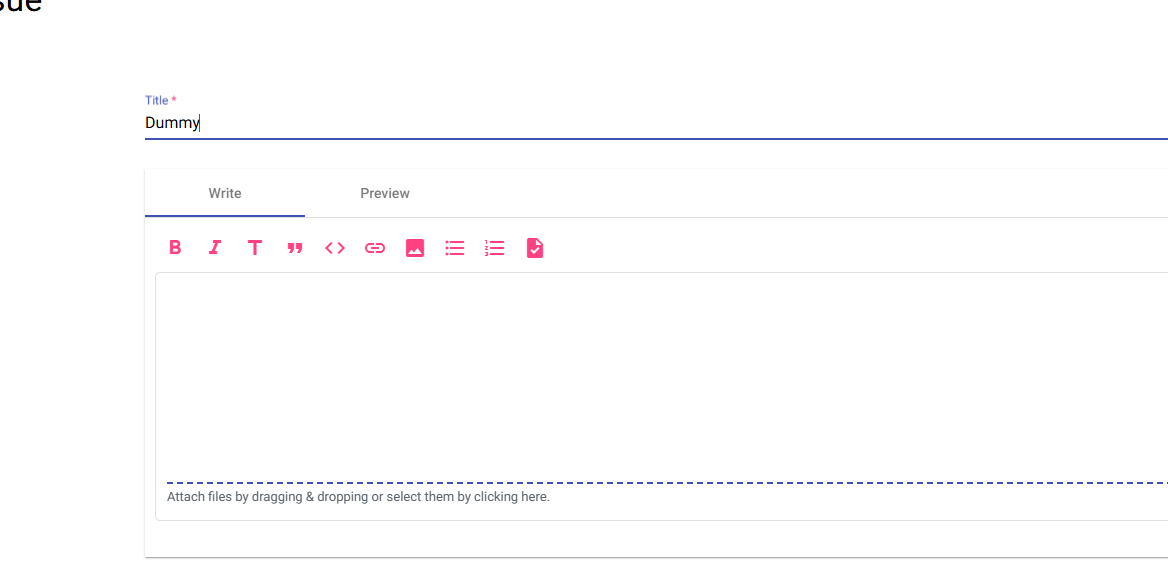 sue
Title *
Dummy
Write Preview
Attach files by dragging & dropping or select them by clicking here.